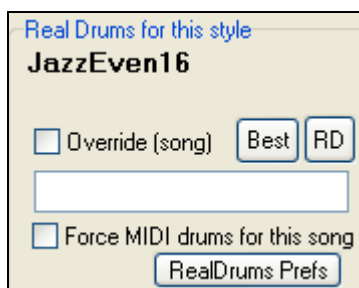 Real Drums for this style
JazzEven16
Override (song) Best RD
Force MIDI drums for this song
RealDrums Prefs